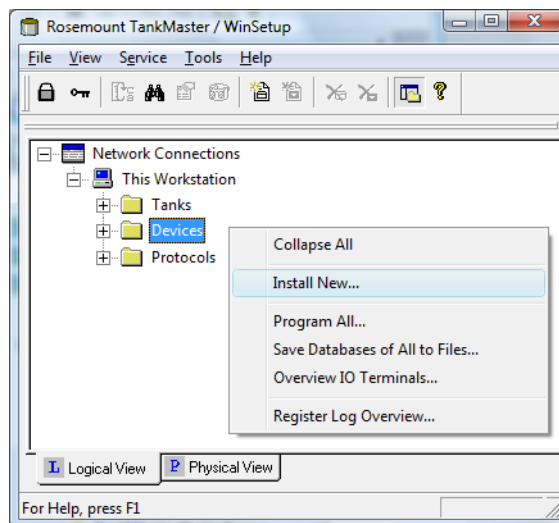 Rosemount TankMaster / WinSetup
File View Service Tools Help
Network Connections
This Workstation
Tanks
Devices
Protocols
Collapse All
Install New...
Program All...
Save Databases of All to Files...
Overview IO Terminals...
Register Log Overview...
L Logical View P Physical View
For Help, press F1